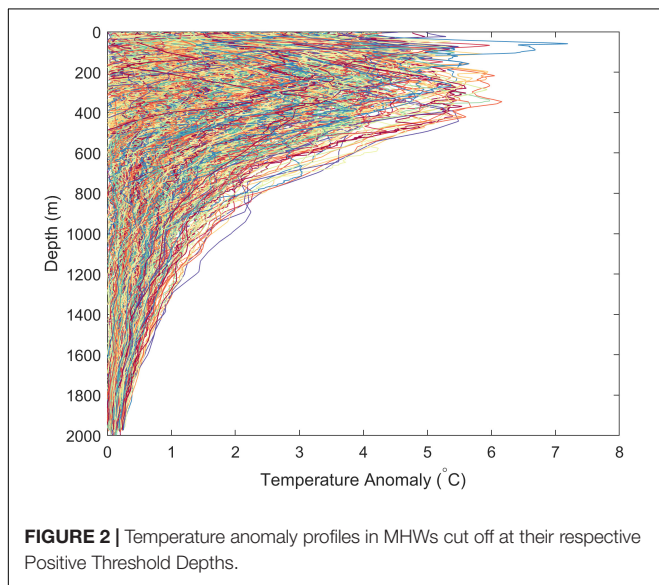 0
200
400
600
800
1000
1200
1400
1600
1800
2000
Depth (m)
0 1 2 3 4 5 6 7 8
Temperature Anomaly (°C)
FIGURE 2 | Temperature anomaly profiles in MHWs cut off at their respective
Positive Threshold Depths.